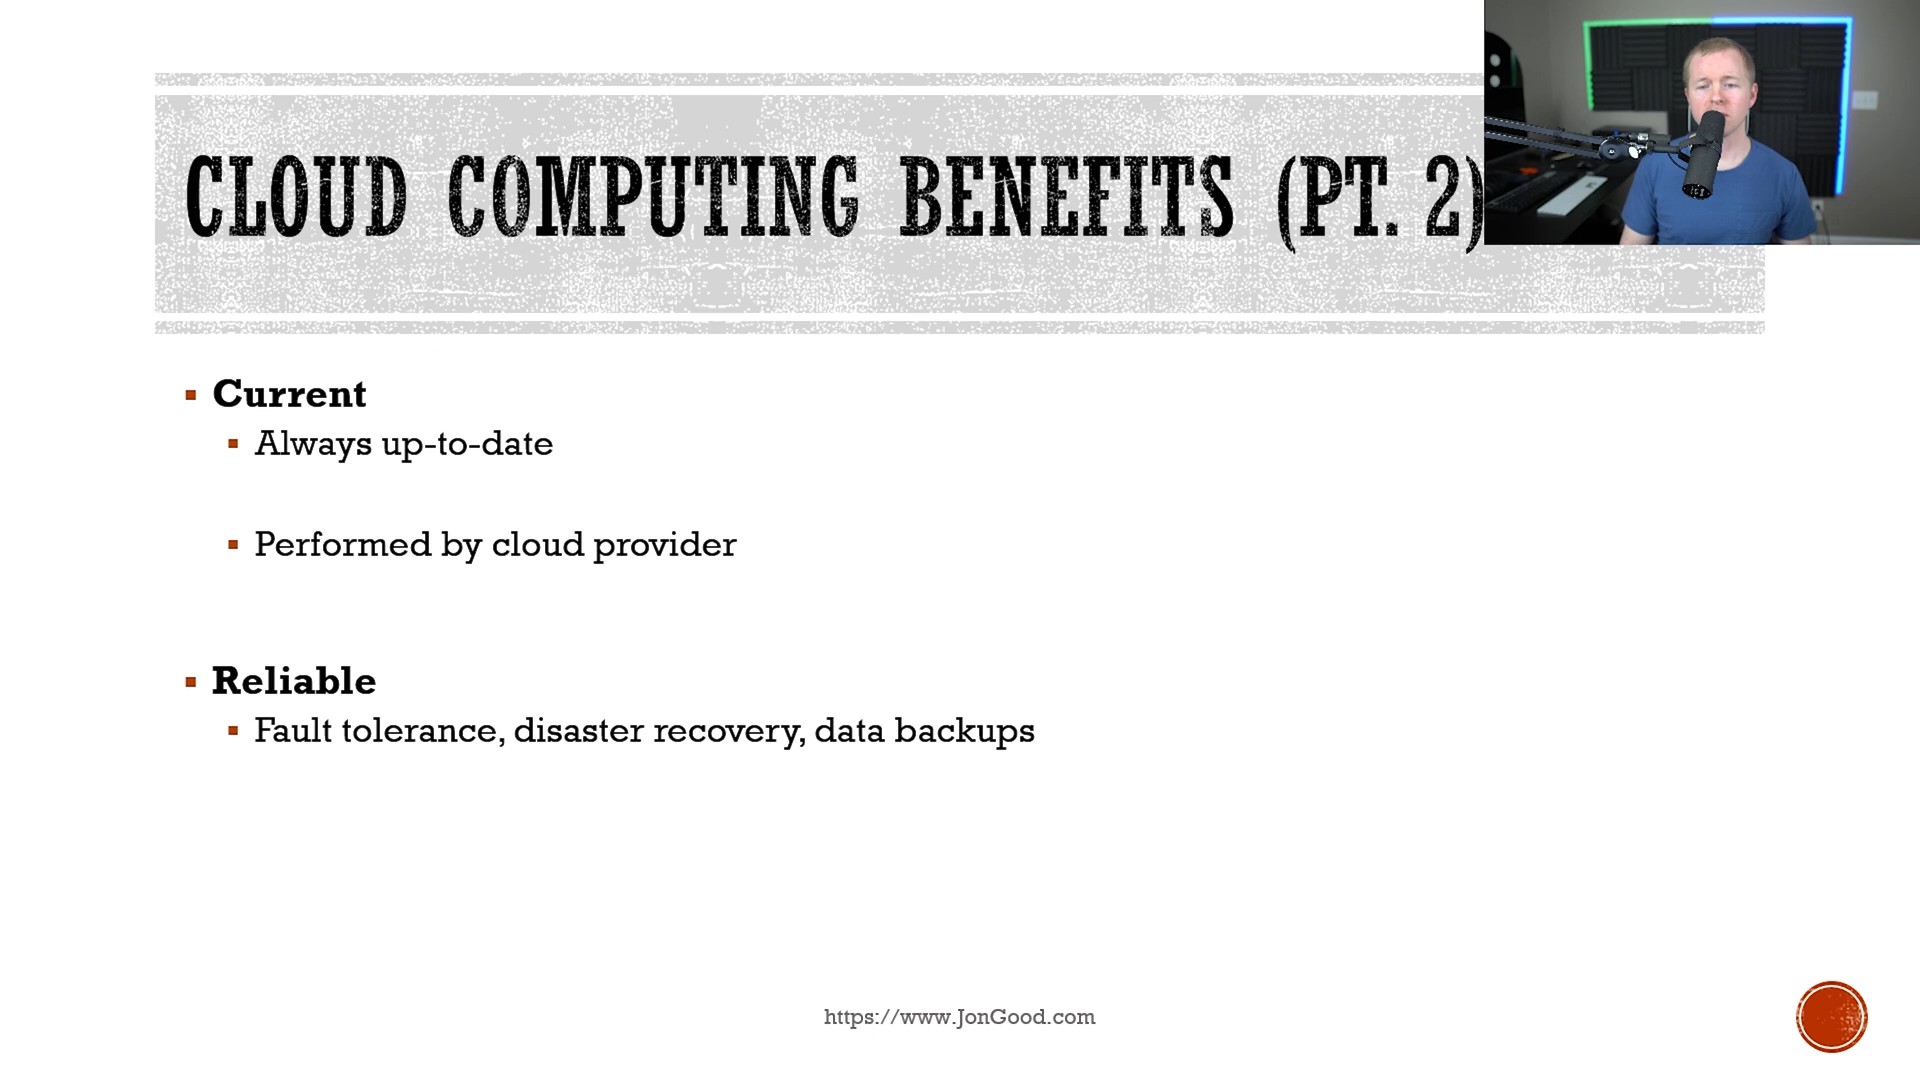 CLOUD COMPUTING BENEFITS (PT. 2)
Current
Always up-to-date
Performed by cloud provider
Reliable
Fault tolerance, disaster recovery, data backups
https://www.JonGood.com